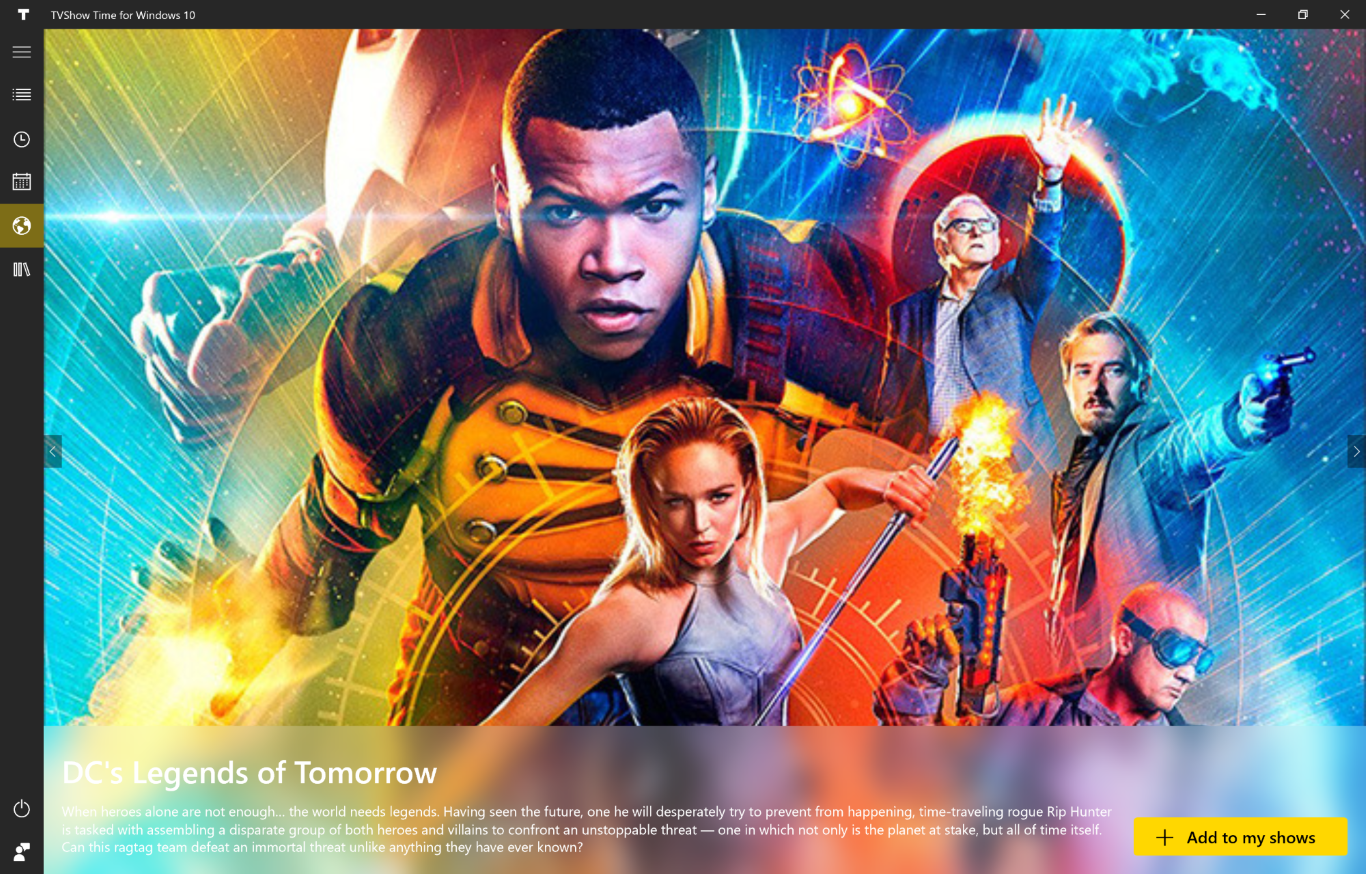 T TVShow Time for Windows 10
DC's Legends of Tomorrow
When heroes alone are not enough... the world needs legends. Having seen the future, one he will desperately try to prevent from happening, time-traveling rogue Rip Hunter
is tasked with assembling a disparate group of both heroes and villains to confront an unstoppable threat — one in which not only is the planet at stake, but all of time itself.
Can this ragtag team defeat an immortal threat unlike anything they have ever known?
Add to my shows